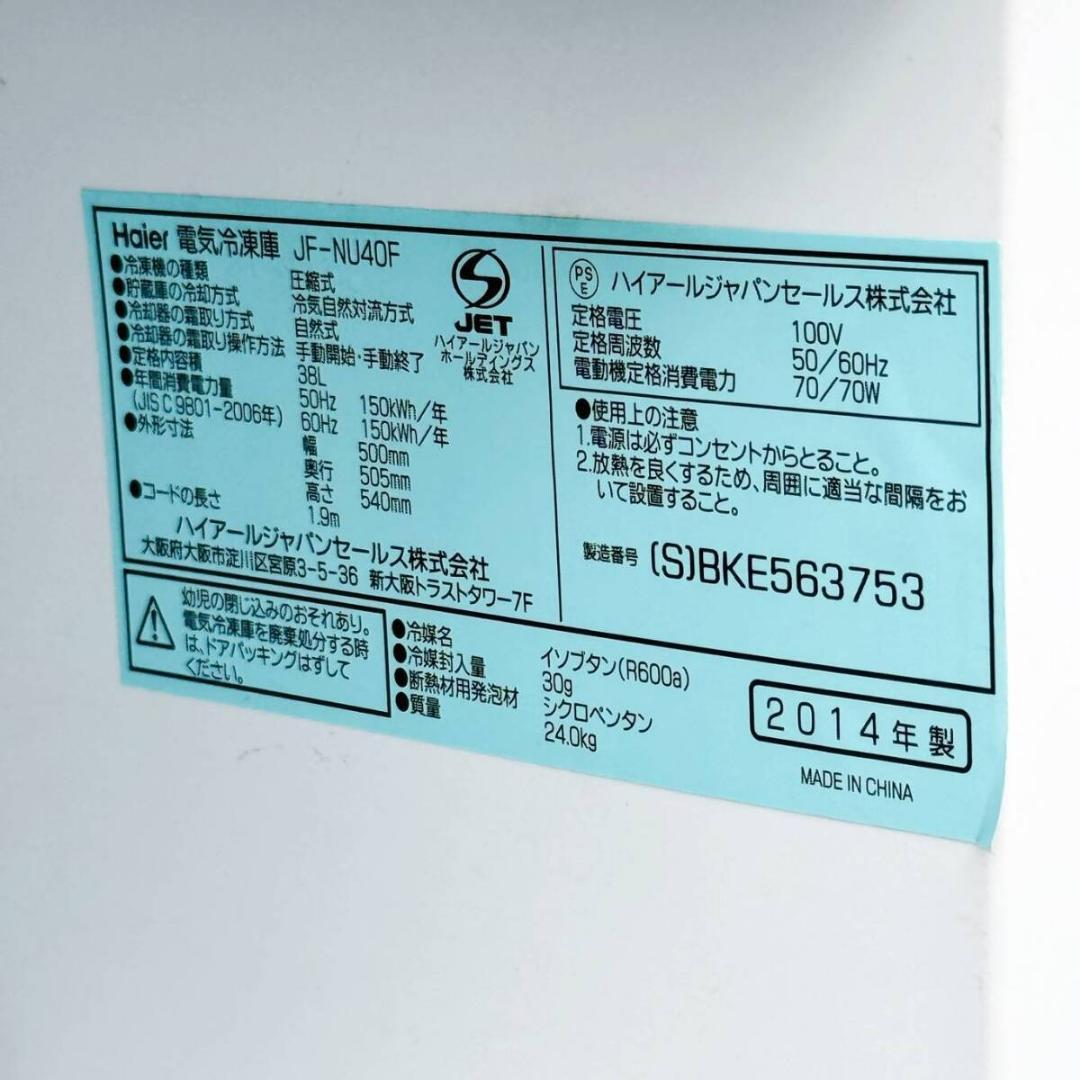 Haier 電気冷凍庫 JF-NU40F
●冷凍機の種類 圧縮式
●貯蔵庫の冷却方式 冷気自然対流方式
●冷却器の霜取り方式 自然式
●冷却器の霜取り操作方法 手動開始・手動終了
●定格内容積 38L
●年間消費電力量 50Hz 150kWh/年
(JIS C 9801-2006年) 60Hz 150kWh/年
●外形寸法 幅 500mm
奥行 505mm
高さ 540mm
●コードの長さ 1.9m
JET
ハイアールジャパン
ホールディングス
株式会社
ハイアールジャパンセールス株式会社
大阪府大阪市淀川区宮原3-5-36 新大阪トラストタワー7F
PS
E
ハイアールジャパンセールス株式会社
定格電圧 100V
定格周波数 50/60Hz
電動機定格消費電力 70/70W
●使用上の注意
1.電源は必ずコンセントからとること。
2.放熱を良くするため、周囲に適当な間隔をお
いて設置すること。
製造番号 (S)BKE563753
幼児の閉じ込みのおそれあり。
電気冷凍庫を廃棄処分する時
は、ドアパッキングはずして
ください。
●冷媒名 イソブタン(R600a)
●冷媒封入量 30g
●断熱材用発泡材 シクロペンタン
●質量 24.0kg
2014年製
MADE IN CHINA